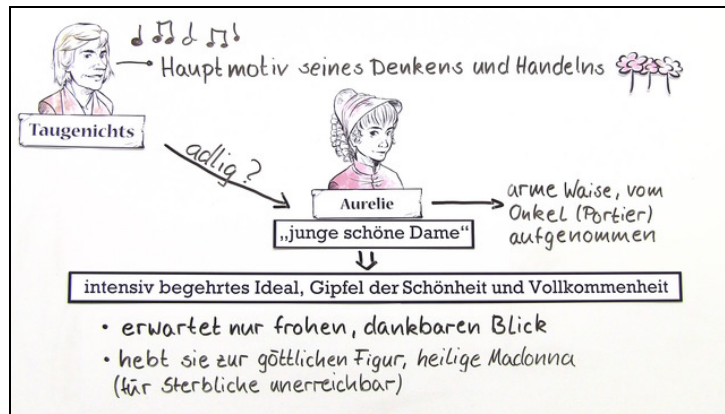 Hauptmotiv seines Denkens und Handelns
Taugenichts
adlig?
Aurelie
„junge schöne Dame“
arme Waise, vom
Onkel (Portier)
aufgenommen
intensiv begehrtes Ideal, Gipfel der Schönheit und Vollkommenheit
• erwartet nur frohen, dankbaren Blick
• hebt sie zur göttlichen Figur, heilige Madonna
(für Sterbliche unerreichbar)